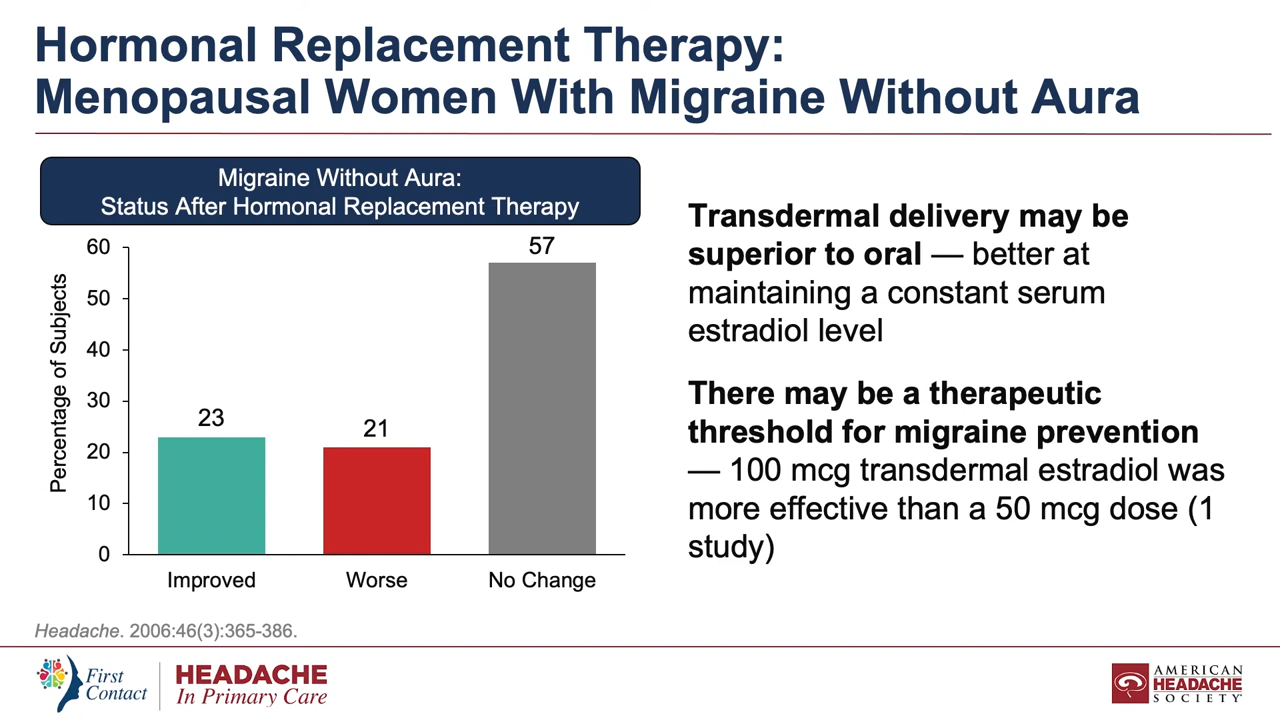 Hormonal Replacement Therapy:
Menopausal Women With Migraine Without Aura
Migraine Without Aura:
Status After Hormonal Replacement Therapy
Percentage of Subjects
60
50
40
30
20
10
0
23
21
57
Improved
Worse
No Change
Transdermal delivery may be
superior to oral — better at
maintaining a constant serum
estradiol level
There may be a therapeutic
threshold for migraine prevention
— 100 mcg transdermal estradiol was
more effective than a 50 mcg dose (1
study)
Headache. 2006:46(3):365-386.
First
Contact
HEADACHE
In Primary Care
AMERICAN
HEADACHE
SOCIETY